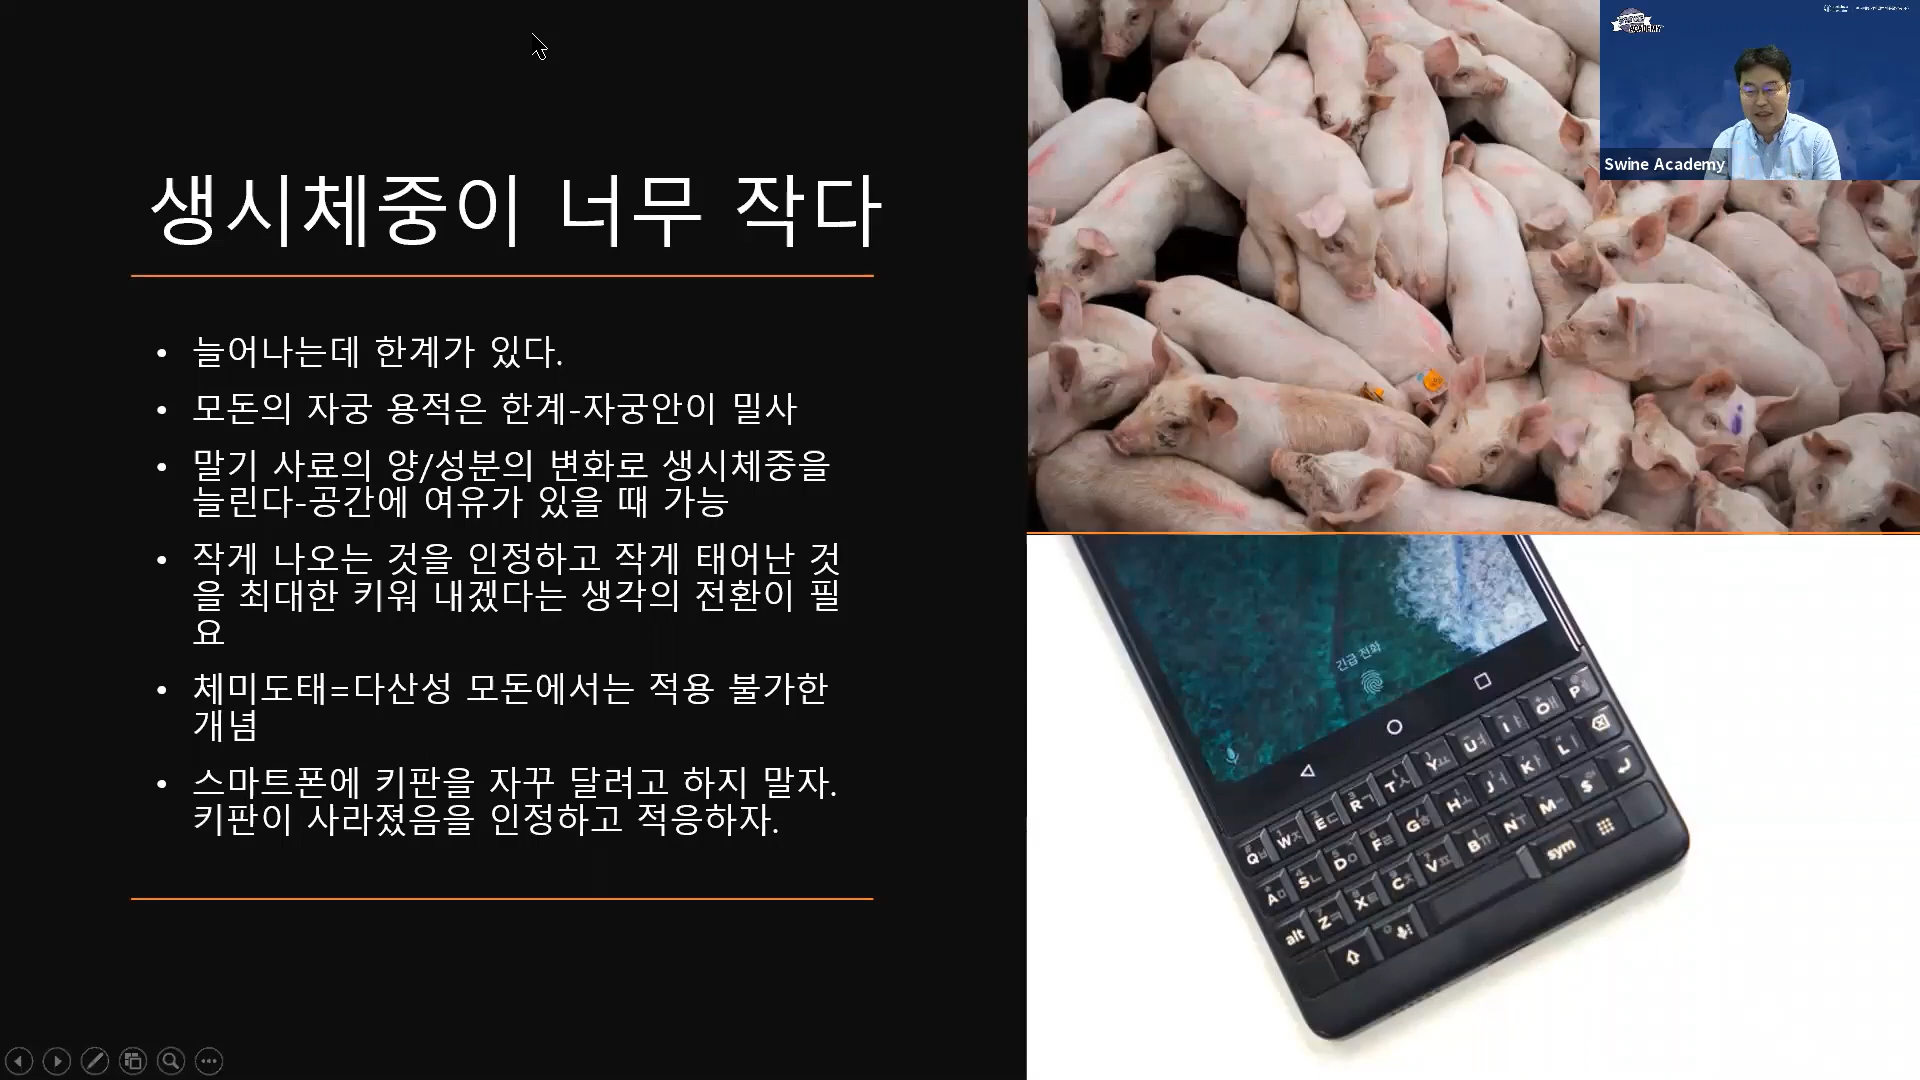 생시체중이 너무 작다
• 늘어나는데 한계가 있다.
• 모돈의 자궁 용적은 한계-자궁안이 밀사
• 말기 사료의 양/성분의 변화로 생시체중을
늘린다-공간에 여유가 있을 때 가능
• 작게 나오는 것을 인정하고 작게 태어난 것
을 최대한 키워 내겠다는 생각의 전환이 필
요
• 체미도태=다산성 모돈에서는 적용 불가한
개념
• 스마트폰에 키판을 자꾸 달려고 하지 말자.
키판이 사라졌음을 인정하고 적응하자.
ACADEMY
Swine Academy
긴급 전화
Q W E R T Y U I O P
A S D F G H J K L
alt Z X C V B N M $
sym